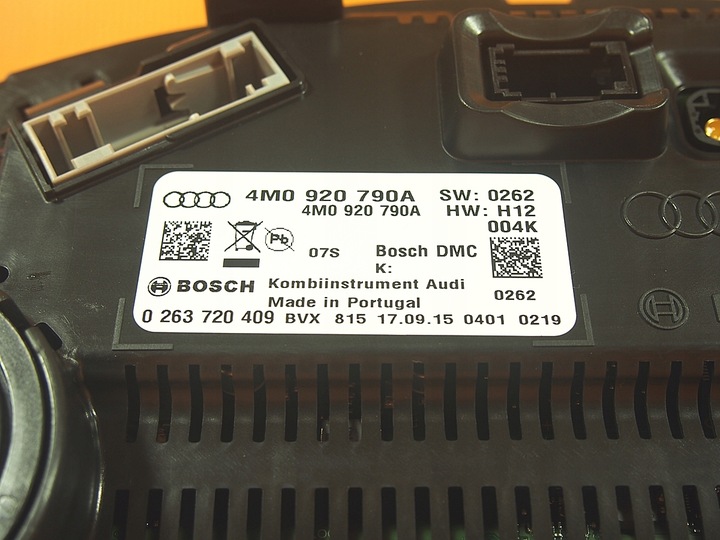 4M0 920 790A SW: 0262
4M0 920 790A HW: H12
004K
Pb
07S Bosch DMC
K:
BOSCH Kombiinstrument Audi
Made in Portugal 0262
0 263 720 409 BVX 815 17.09.15 0401 0219